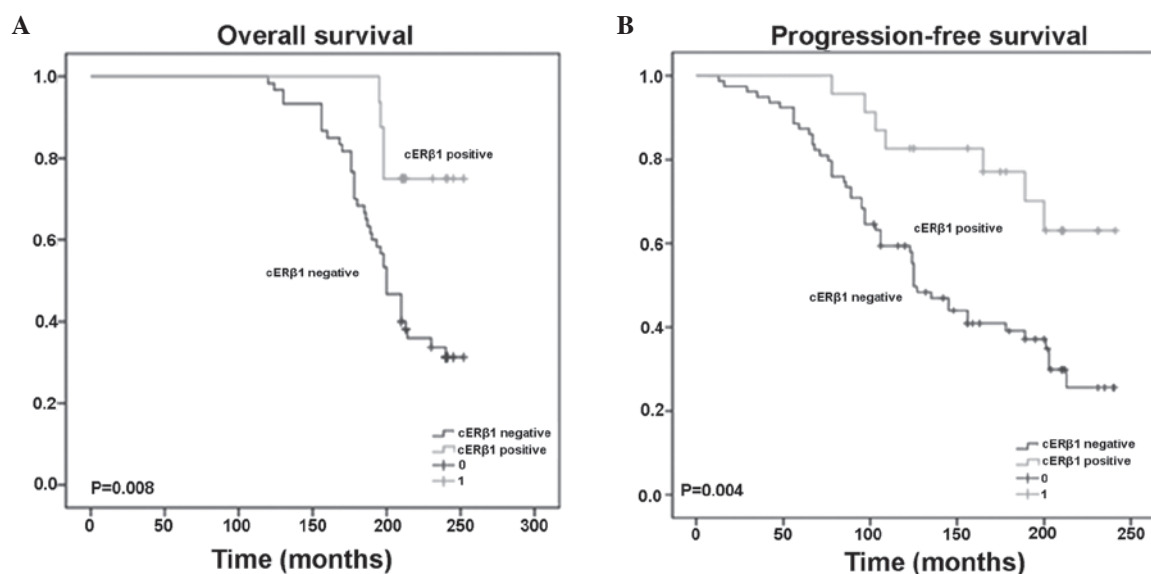 A
Overall survival
1.0
0.8
0.6
0.4
0.2
0.0
cERβ1 positive
cERβ1 negative
cERβ1 negative
cERβ1 positive
0
1
P=0.008
0 50 100 150 200 250 300
Time (months)
B
Progression-free survival
1.0
0.8
0.6
0.4
0.2
0.0
cERβ1 positive
cERβ1 negative
cERβ1 negative
cERβ1 positive
0
1
P=0.004
0 50 100 150 200 250
Time (months)